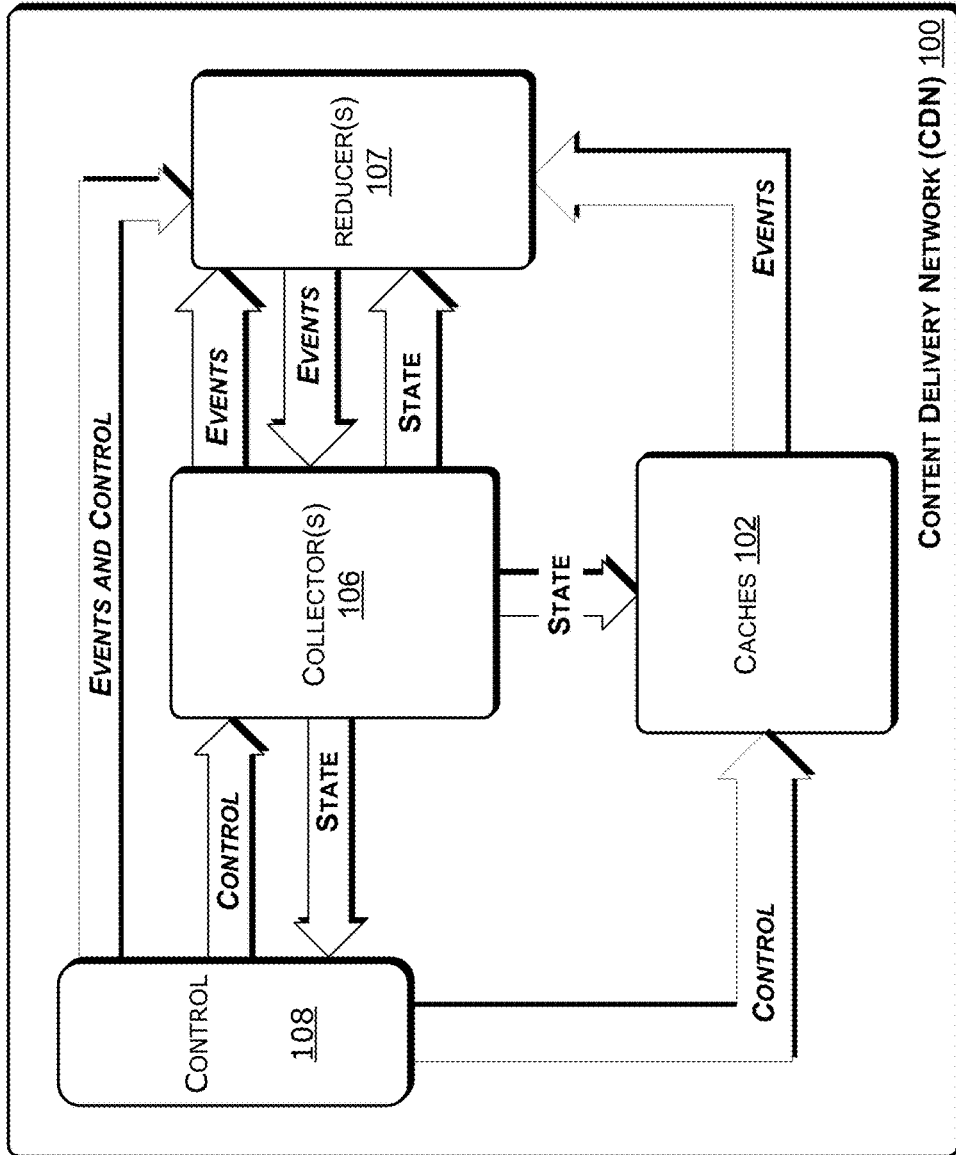 EVENTS AND CONTROL
CONTROL
108
CONTROL
STATE
COLLECTOR(S)
106
EVENTS
EVENTS
STATE
REDUCER(S)
107
STATE
CONTROL
CACHES 102
EVENTS
CONTENT DELIVERY NETWORK (CDN) 100